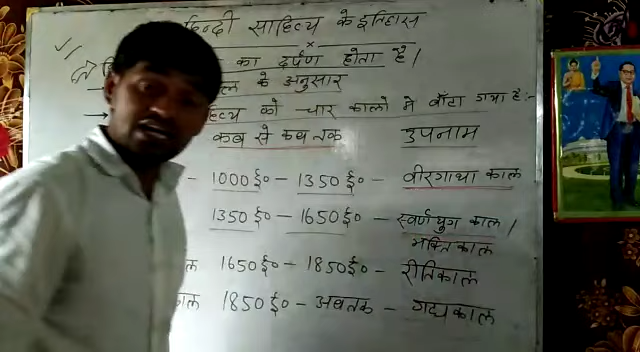 हिन्दी साहित्य के इतिहास
का दर्पण होता है।
के अनुसार
को चार कालो मे बाँटा गया है:-
कब से कब तक उपनाम
- 1000 ई० - 1350 ई० - वीरगाथा काल
1350 ई० - 1650 ई० - स्वर्ण युग काल /
भक्तिकाल
1650 ई० - 1850 ई० - रीतिकाल
काल 1850 ई० - अबतक - गद्य काल